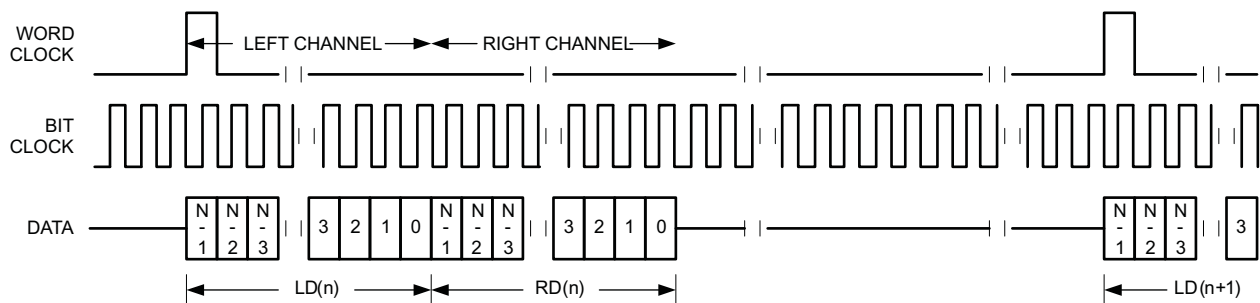 WORD
CLOCK
LEFT CHANNEL
RIGHT CHANNEL
BIT
CLOCK
DATA
N
-
1
N
-
2
N
-
3
3 2 1 0
N
-
1
N
-
2
N
-
3
3 2 1 0
N
-
1
N
-
2
N
-
3
3
LD(n)
RD(n)
LD(n+1)